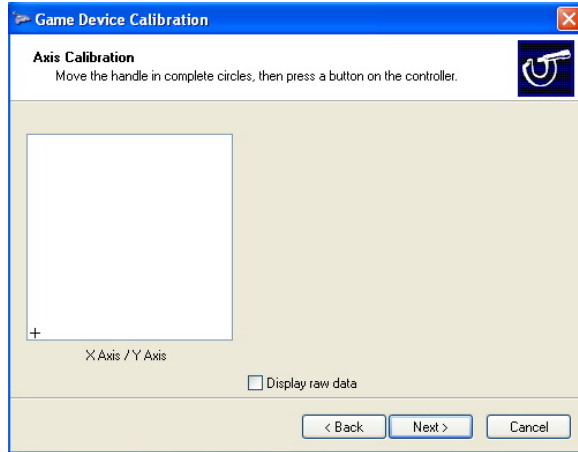 Game Device Calibration
Axis Calibration
Move the handle in complete circles, then press a button on the controller.
X Axis / Y Axis
Display raw data
< Back
Next >
Cancel